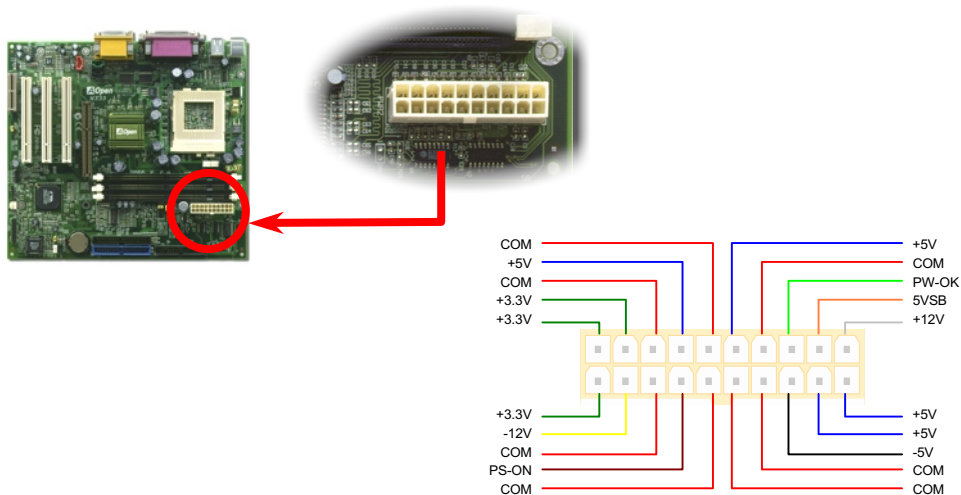 AOpen
AOpen
COM
+5V
COM
+3.3V
+3.3V
+5V
COM
PW-OK
5VSB
+12V
+3.3V
-12V
COM
PS-ON
COM
+5V
+5V
-5V
COM
COM